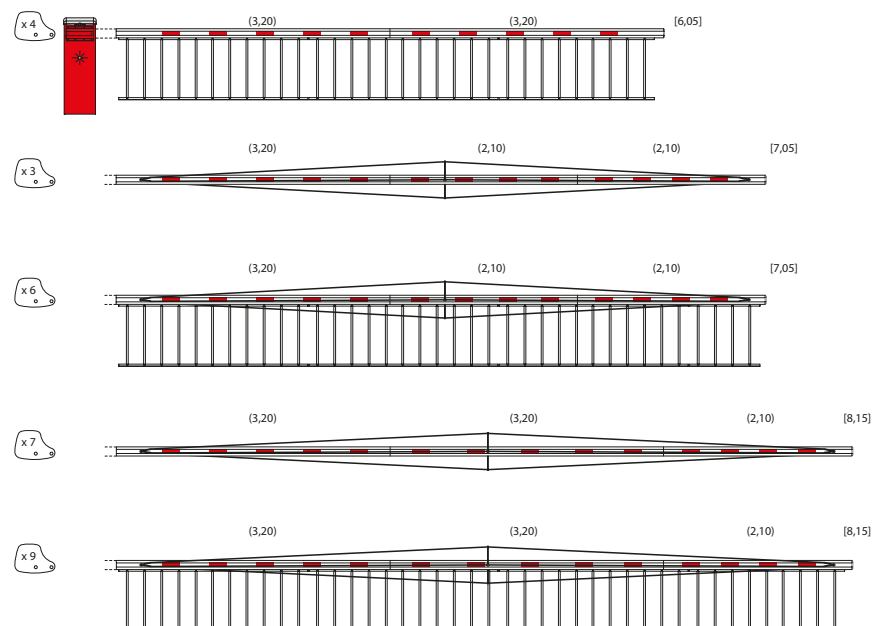 x 4 (3,20) (3,20) [6,05]
x 3 (3,20) (2,10) (2,10) [7,05]
x 6 (3,20) (2,10) (2,10) [7,05]
x 7 (3,20) (3,20) (2,10) [8,15]
x 9 (3,20) (3,20) (2,10) [8,15]